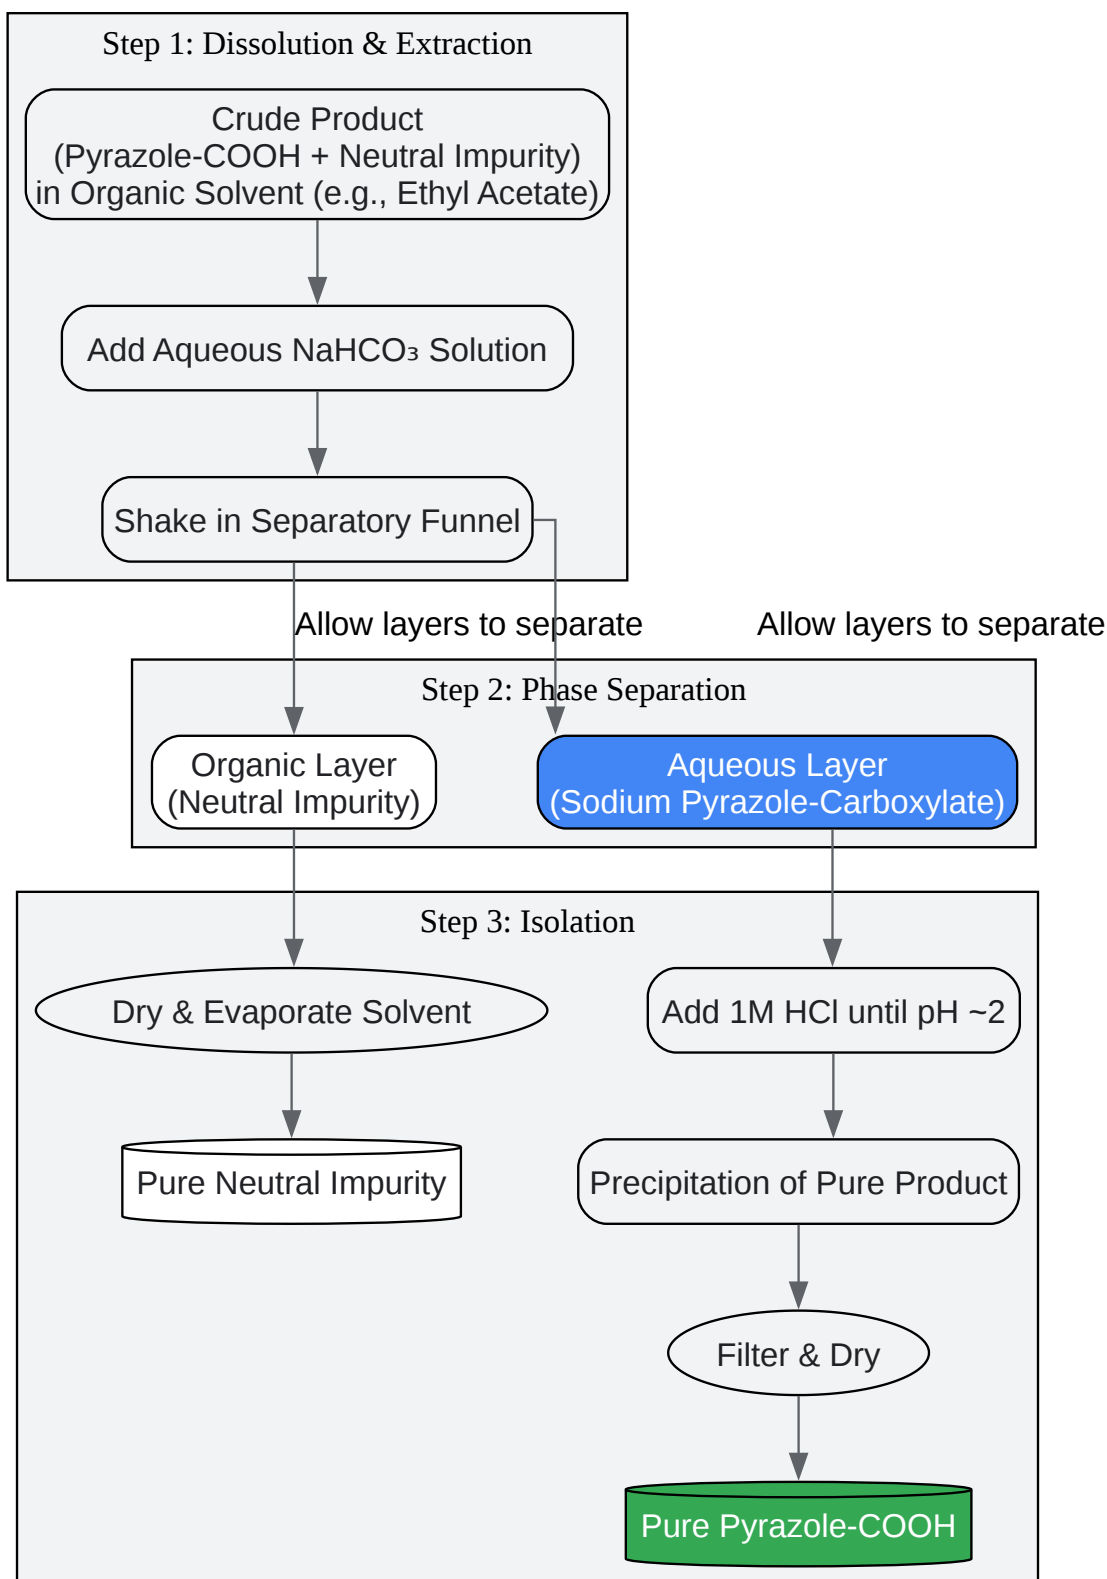 Step 1: Dissolution & Extraction
Crude Product
(Pyrazole-COOH + Neutral Impurity)
in Organic Solvent (e.g., Ethyl Acetate)
Add Aqueous NaHCO₃ Solution
Shake in Separatory Funnel
Allow layers to separate
Allow layers to separate
Step 2: Phase Separation
Organic Layer
(Neutral Impurity)
Aqueous Layer
(Sodium Pyrazole-Carboxylate)
Step 3: Isolation
Dry & Evaporate Solvent
Add 1M HCl until pH ~2
Pure Neutral Impurity
Precipitation of Pure Product
Filter & Dry
Pure Pyrazole-COOH